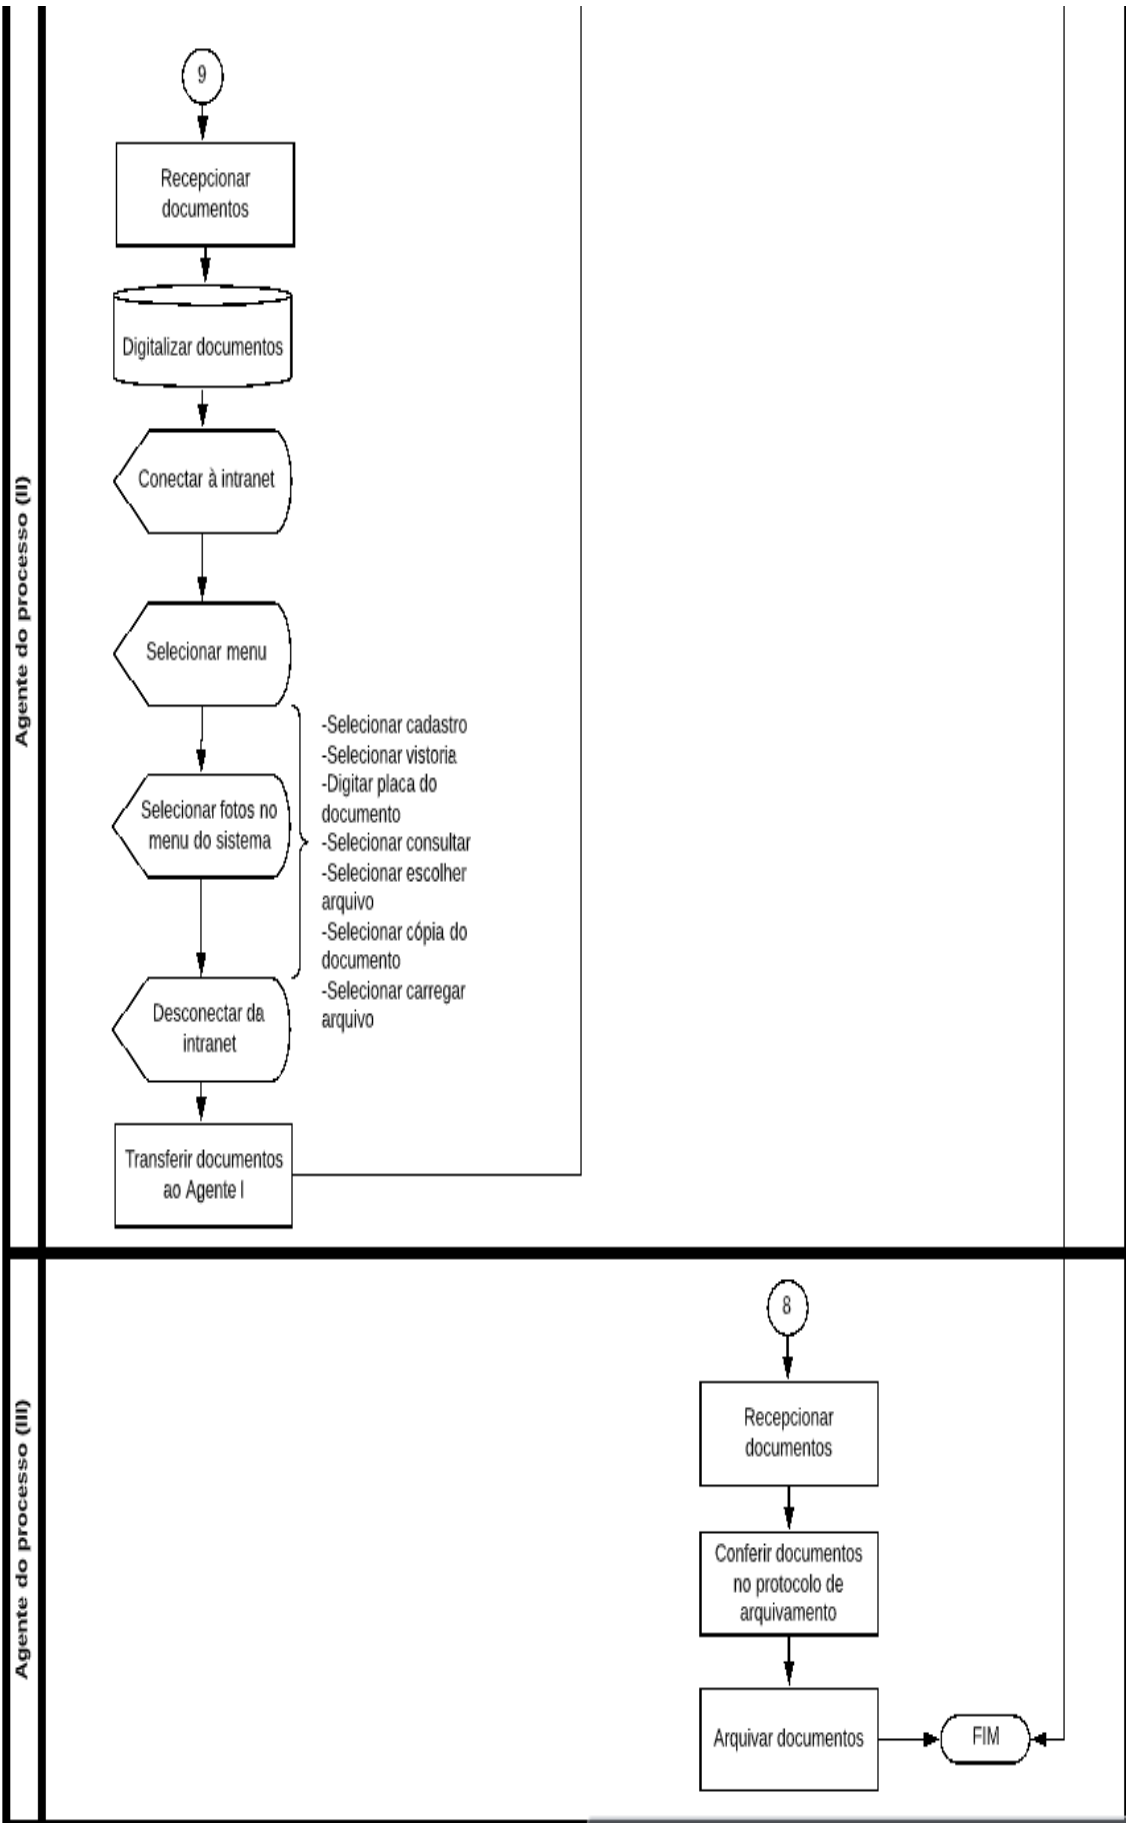 Agente do processo (II)
9
Recepcionar
documentos
Digitalizar documentos
Conectar à intranet
Selecionar menu
Selecionar fotos no
menu do sistema
-Selecionar cadastro
-Selecionar vistoria
-Digitar placa do
documento
-Selecionar consultar
-Selecionar escolher
arquivo
-Selecionar cópia do
documento
-Selecionar carregar
arquivo
Desconectar da
intranet
Transferir documentos
ao Agente I
Agente do processo (III)
8
Recepcionar
documentos
Conferir documentos
no protocolo de
arquivamento
Arquivar documentos
FIM